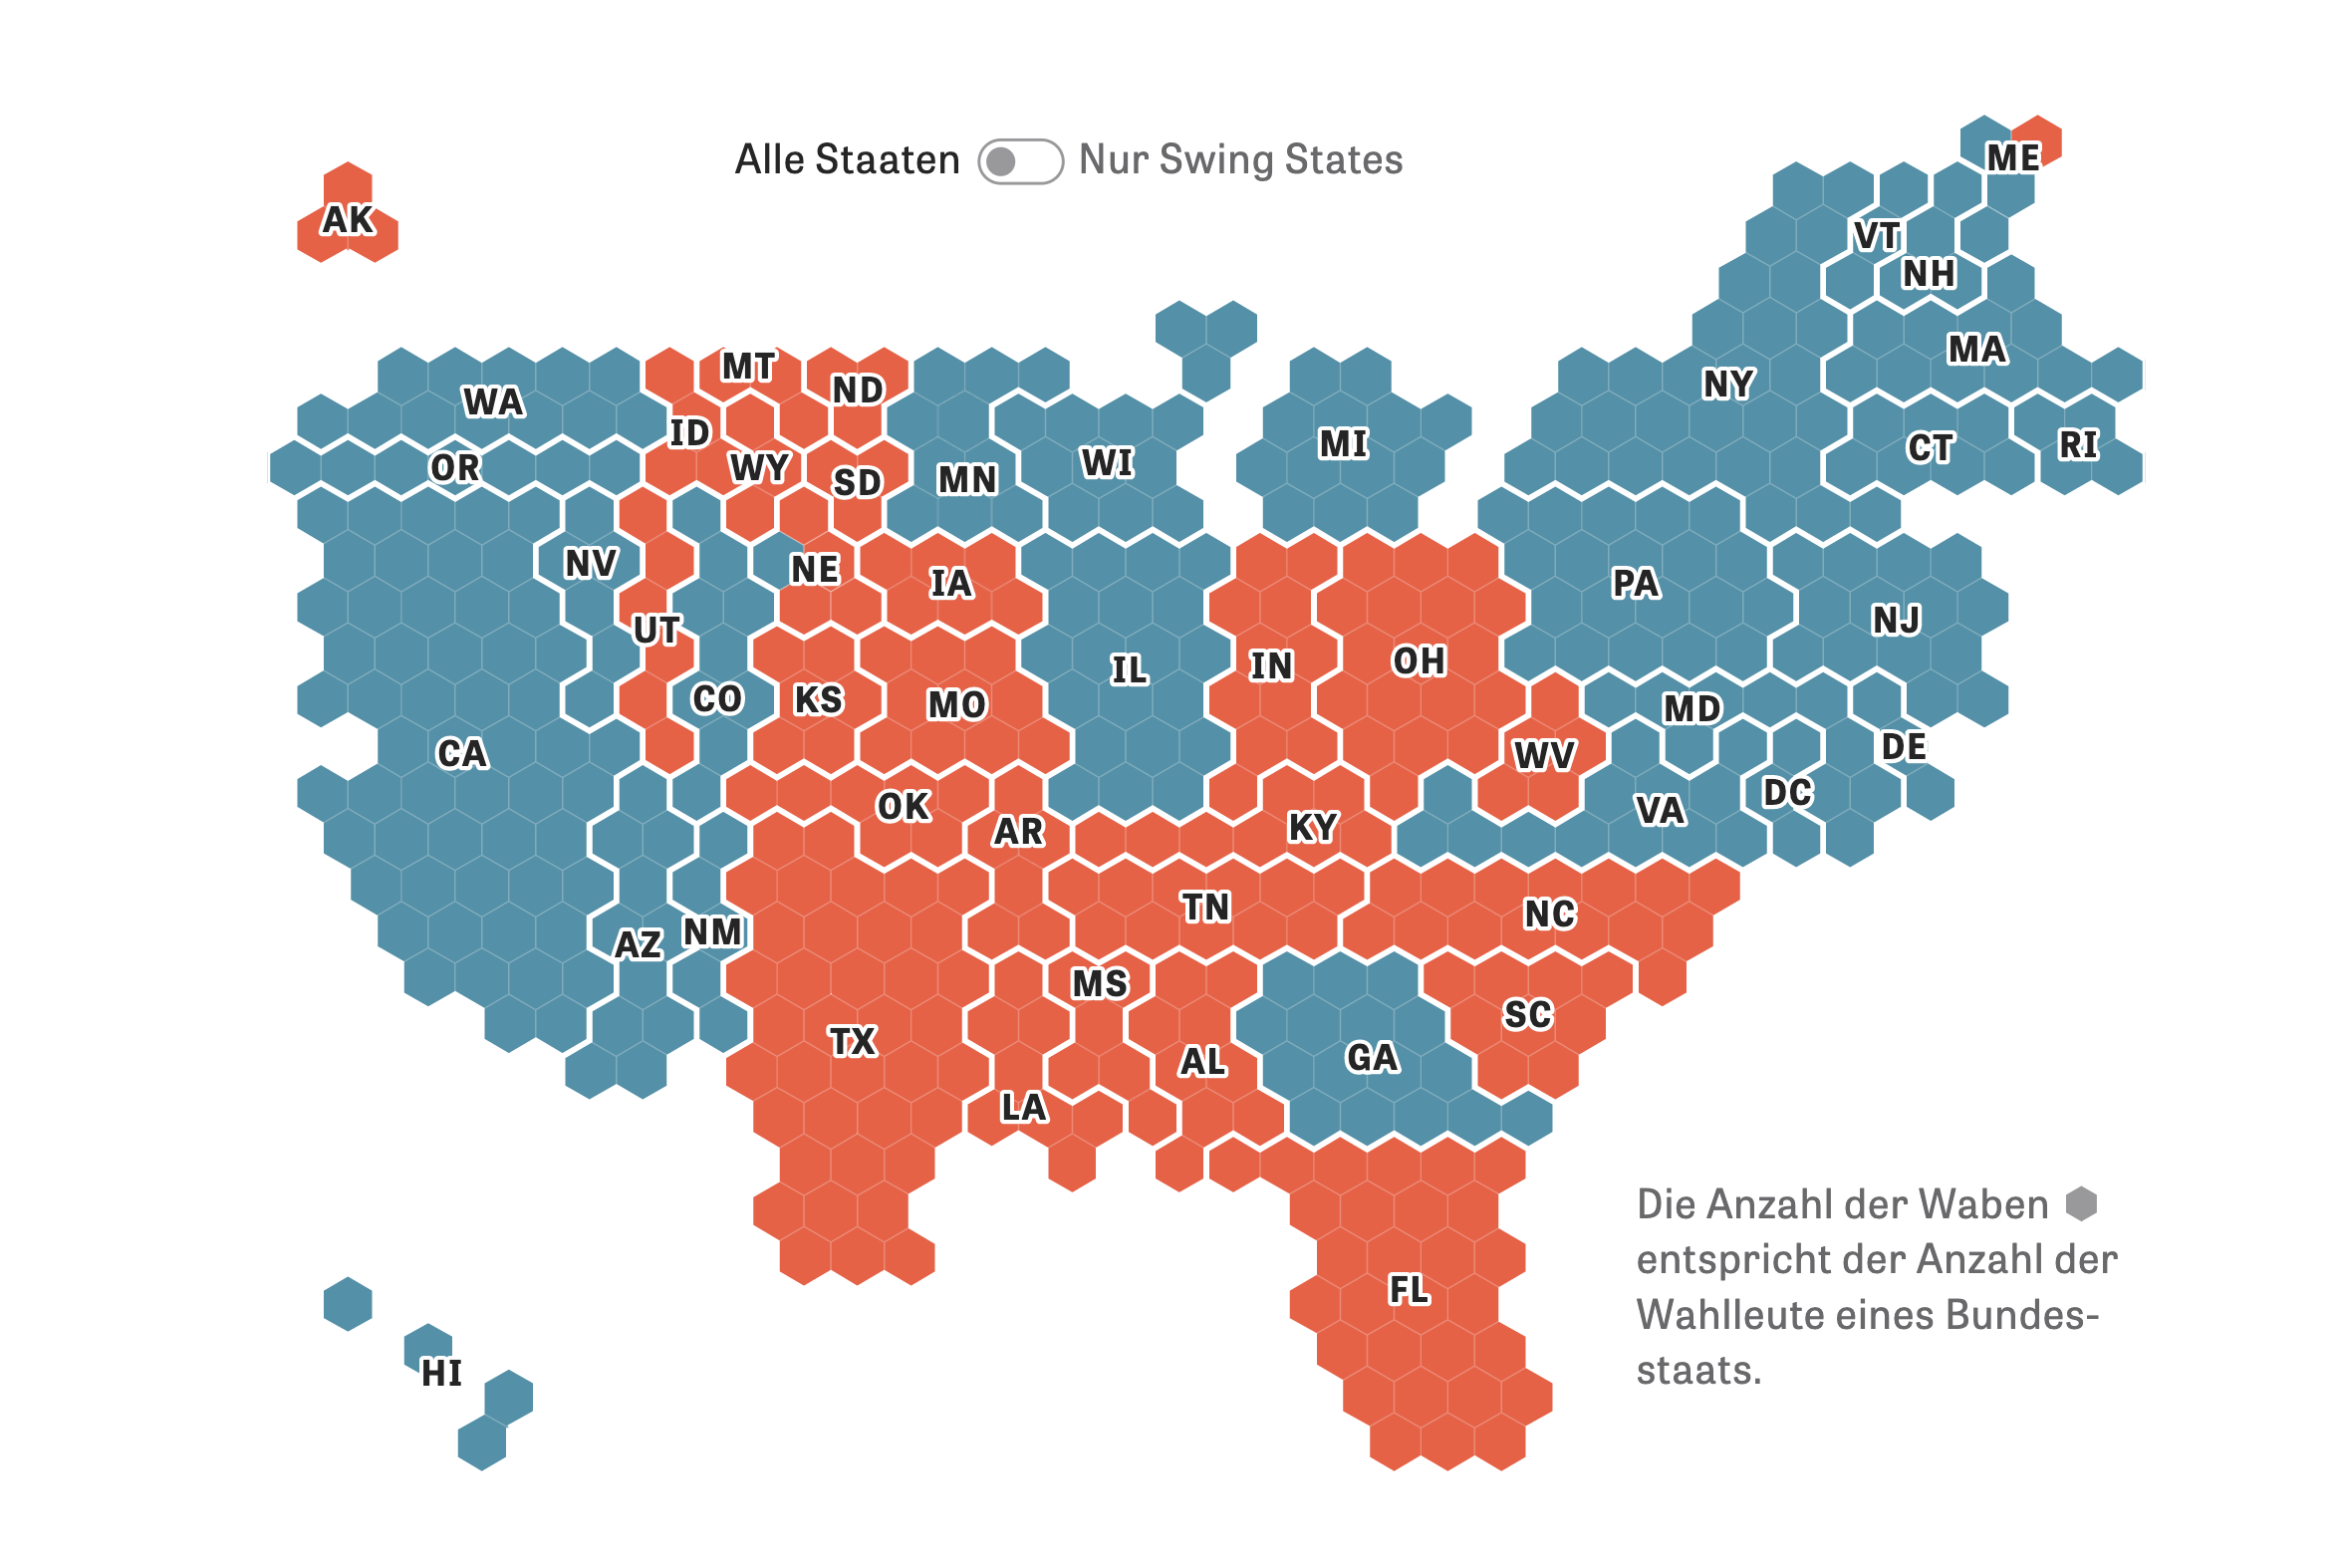 Alle Staaten Nur Swing States
ME
AK
VT
NH
MA
MT
ND
NY
WA
ID
MI
CT
RI
OR
WY
SD
MN
WI
NV
NE
IA
PA
UT
NJ
IL
IN
OH
CO
KS
MO
MD
CA
WV
DE
OK
AR
KY
VA
DC
AZ
NM
TN
NC
MS
TX
SC
AL
GA
LA
Die Anzahl der Waben
entspricht der Anzahl der
Wahlleute eines Bundes-
staats.
FL
HI